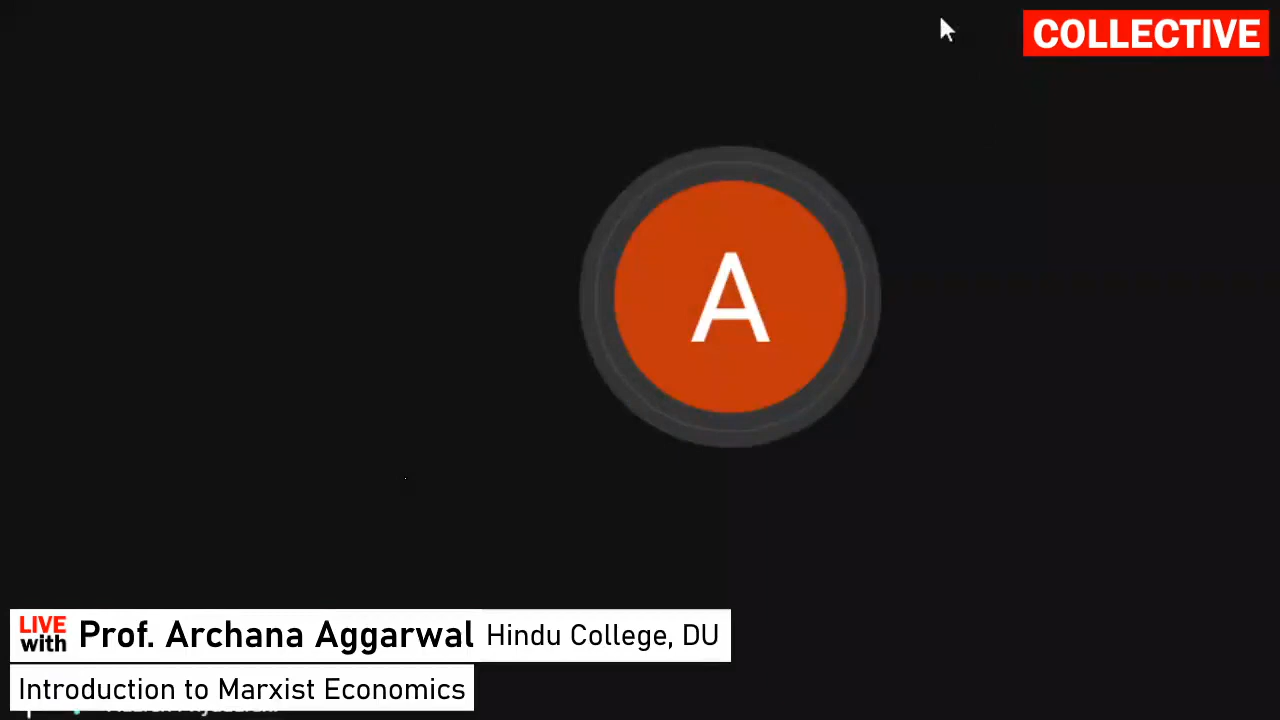 COLLECTIVE
A
LIVE with Prof. Archana Aggarwal Hindu College, DU
Introduction to Marxist Economics